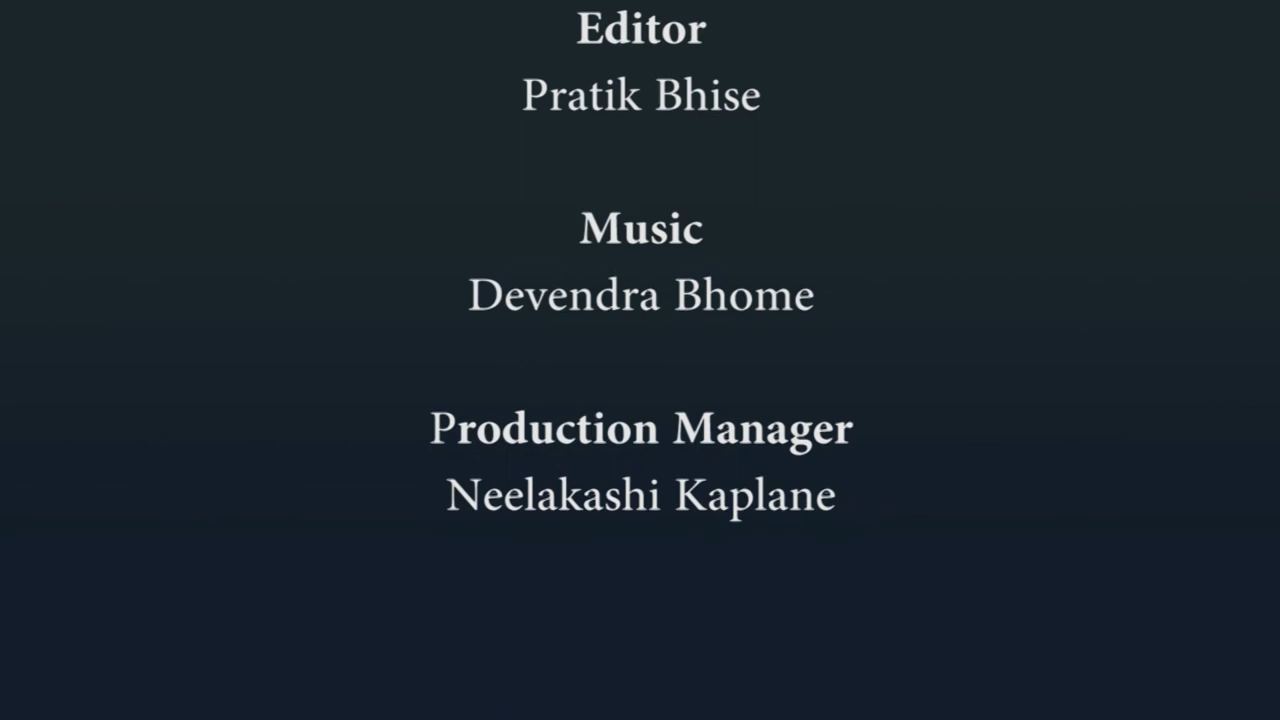 Editor
Pratik Bhise
Music
Devendra Bhome
Production Manager
Neelakashi Kaplane